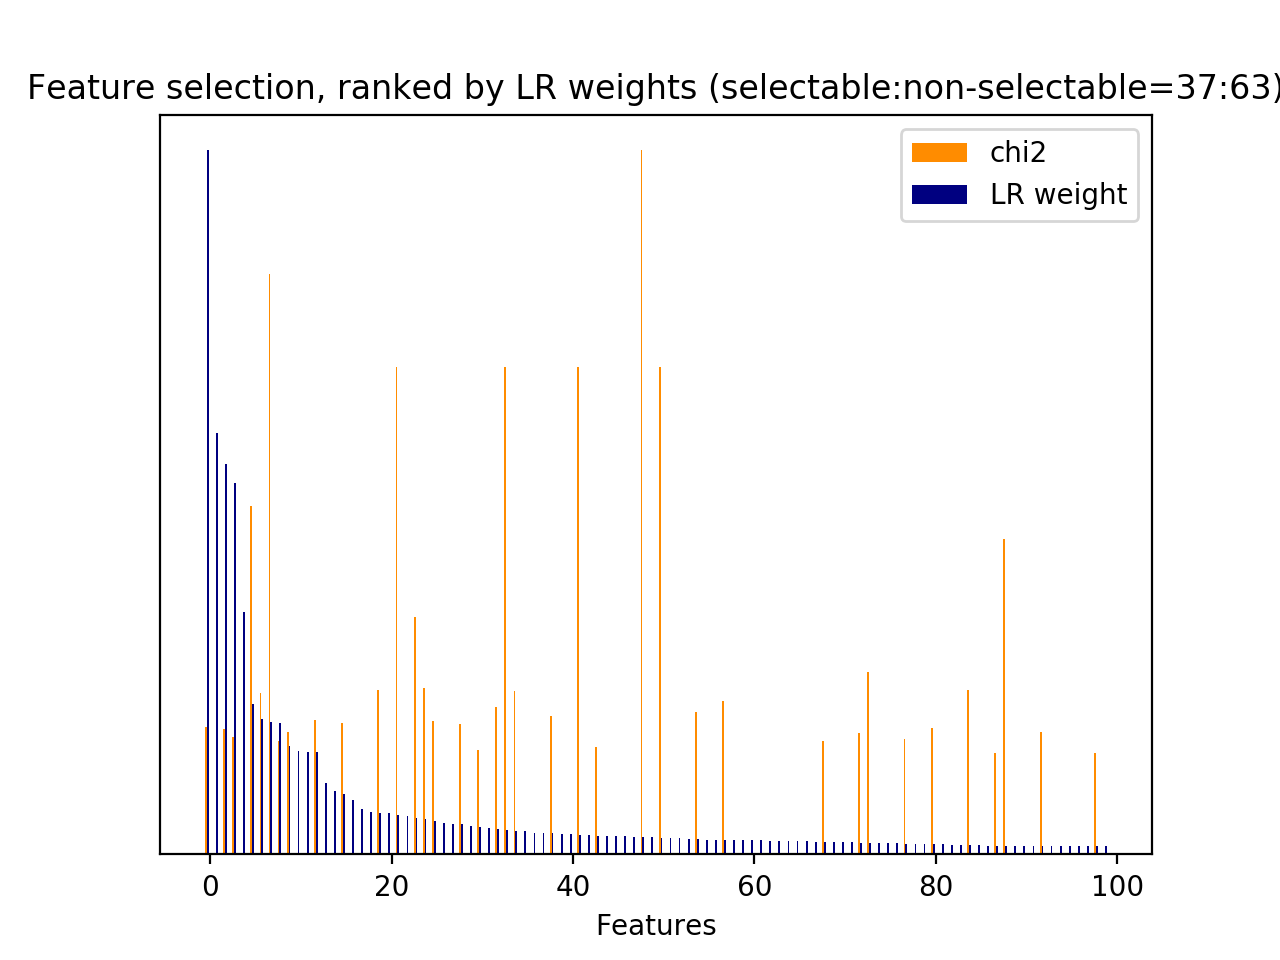 Feature selection, ranked by LR weights (selectable:non-selectable=37:63)
chi2
LR weight
0 20 40 60 80 100
Features